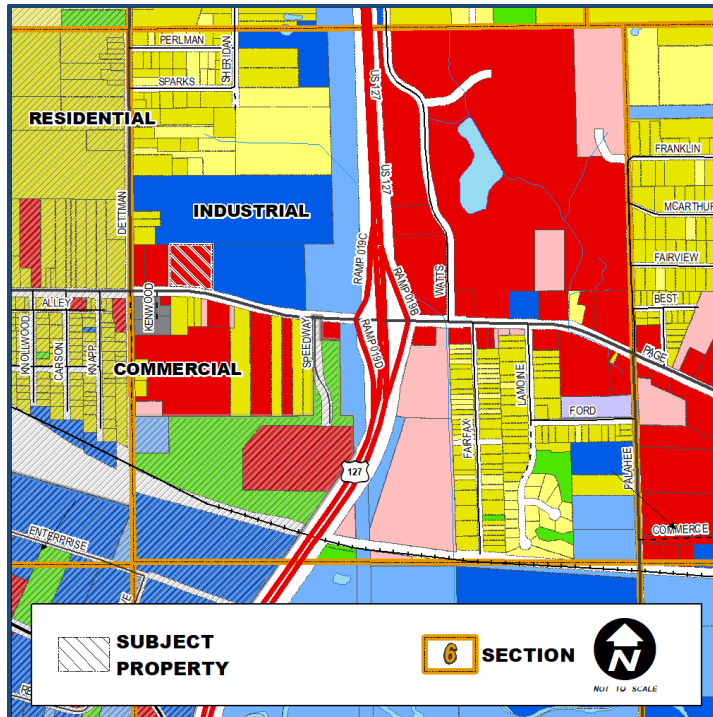 PERLMAN
SHERIDAN
SPARKS
US 127
RESIDENTIAL
FRANKLIN
US 127
MCARTHUR
INDUSTRIAL
DETTMAN
RAMP 019C
FAIRVIEW
WATTS
RAMP 019B
KENWOOD
BEST
ALLEY
SPEEDWAY
RAMP 019D
PAGE
KNOLLWOOD
CARSON
KNAPP
COMMERCIAL
LAMOINE
FORD
FAIRFAX
PALAHEE
127
COMMERCE
ENTERPRISE
SUBJECT
PROPERTY
6
SECTION
N
NOT TO SCALE